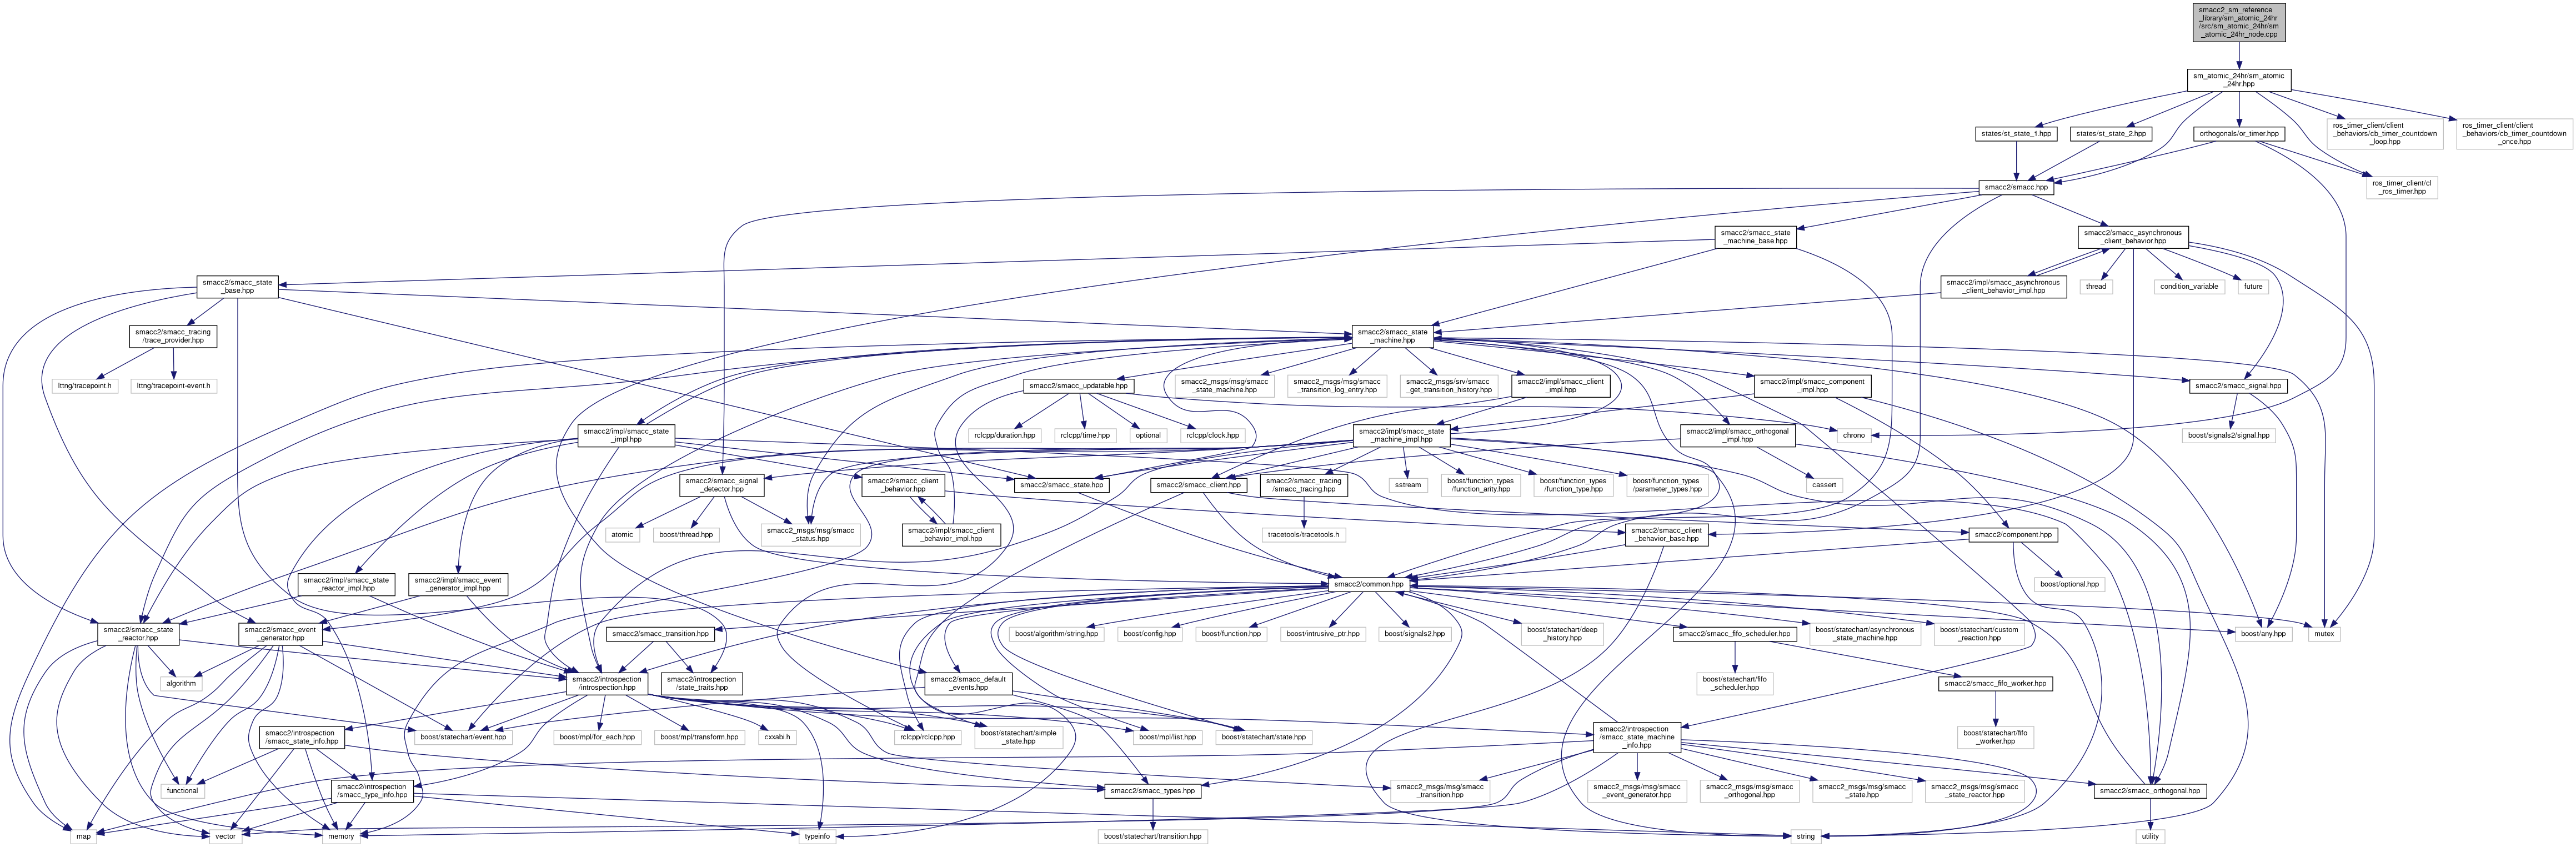 smacc2_sm_reference
_library/sm_atomic_24hr
/src/sm_atomic_24hr/sm
_atomic_24hr_node.cpp
sm_atomic_24hr/sm_atomic
_24hr.hpp
states/st_state_1.hpp
states/st_state_2.hpp
orthogonals/or_timer.hpp
ros_timer_client/client
_behaviors/cb_timer_countdown
_loop.hpp
ros_timer_client/client
_behaviors/cb_timer_countdown
_once.hpp
smacc2/smacc.hpp
ros_timer_client/cl
_ros_timer.hpp
smacc2/smacc_state
_machine_base.hpp
smacc2/smacc_asynchronous
_client_behavior.hpp
smacc2/smacc_state
_base.hpp
smacc2/impl/smacc_asynchronous
_client_behavior_impl.hpp
thread
condition_variable
future
smacc2/smacc_tracing
/trace_provider.hpp
smacc2/smacc_state
_machine.hpp
lttng/tracepoint.h
lttng/tracepoint-event.h
smacc2/smacc_updatable.hpp
smacc2_msgs/msg/smacc
_state_machine.hpp
smacc2_msgs/msg/smacc
_transition_log_entry.hpp
smacc2_msgs/srv/smacc
_get_transition_history.hpp
smacc2/impl/smacc_client
_impl.hpp
smacc2/impl/smacc_component
_impl.hpp
smacc2/smacc_signal.hpp
smacc2/impl/smacc_state
_impl.hpp
rclcpp/duration.hpp
rclcpp/time.hpp
optional
rclcpp/clock.hpp
smacc2/impl/smacc_state
_machine_impl.hpp
smacc2/impl/smacc_orthogonal
_impl.hpp
chrono
boost/signals2/signal.hpp
smacc2/smacc_signal
_detector.hpp
smacc2/smacc_client
_behavior.hpp
smacc2/smacc_state.hpp
smacc2/smacc_client.hpp
smacc2/smacc_tracing
/smacc_tracing.hpp
sstream
boost/function_types
/function_arity.hpp
boost/function_types
/function_type.hpp
boost/function_types
/parameter_types.hpp
cassert
atomic
boost/thread.hpp
smacc2_msgs/msg/smacc
_status.hpp
smacc2/impl/smacc_client
_behavior_impl.hpp
tracetools/tracetools.h
smacc2/smacc_client
_behavior_base.hpp
smacc2/component.hpp
smacc2/impl/smacc_state
_reactor_impl.hpp
smacc2/impl/smacc_event
_generator_impl.hpp
smacc2/common.hpp
boost/optional.hpp
smacc2/smacc_state
_reactor.hpp
smacc2/smacc_event
_generator.hpp
smacc2/smacc_transition.hpp
boost/algorithm/string.hpp
boost/config.hpp
boost/function.hpp
boost/intrusive_ptr.hpp
boost/signals2.hpp
boost/statechart/deep
_history.hpp
smacc2/smacc_fifo_scheduler.hpp
boost/statechart/asynchronous
_state_machine.hpp
boost/statechart/custom
_reaction.hpp
boost/any.hpp
mutex
algorithm
smacc2/introspection
/introspection.hpp
smacc2/introspection
/state_traits.hpp
smacc2/smacc_default
_events.hpp
boost/statechart/fifo
_scheduler.hpp
smacc2/smacc_fifo_worker.hpp
smacc2/introspection
/smacc_state_info.hpp
boost/statechart/event.hpp
boost/mpl/for_each.hpp
boost/mpl/transform.hpp
cxxabi.h
rclcpp/rclcpp.hpp
boost/statechart/simple
_state.hpp
boost/mpl/list.hpp
boost/statechart/state.hpp
smacc2/introspection
/smacc_state_machine
_info.hpp
boost/statechart/fifo
_worker.hpp
functional
smacc2/introspection
/smacc_type_info.hpp
smacc2/smacc_types.hpp
smacc2_msgs/msg/smacc
_transition.hpp
smacc2_msgs/msg/smacc
_event_generator.hpp
smacc2_msgs/msg/smacc
_orthogonal.hpp
smacc2_msgs/msg/smacc
_state.hpp
smacc2_msgs/msg/smacc
_state_reactor.hpp
smacc2/smacc_orthogonal.hpp
map
vector
memory
typeinfo
boost/statechart/transition.hpp
string
utility